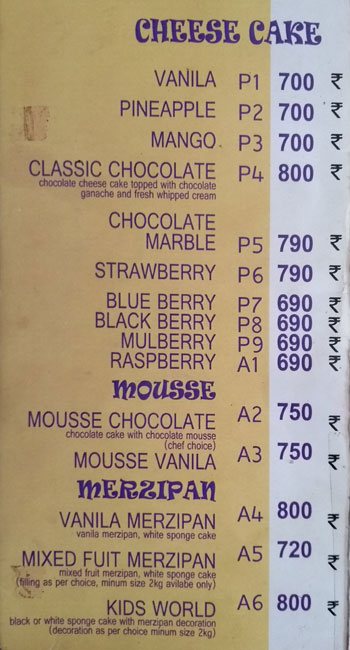 CHEESE CAKE
VANILA P1 700 ₹
PINEAPPLE P2 700 ₹
MANGO P3 700 ₹
CLASSIC CHOCOLATE P4 800 ₹
chocolate cheese cake topped with chocolate
ganache and fresh whipped cream
CHOCOLATE
MARBLE P5 790 ₹
STRAWBERRY P6 790 ₹
BLUE BERRY P7 690 ₹
BLACK BERRY P8 690 ₹
MULBERRY P9 690 ₹
RASPBERRY A1 690 ₹
MOUSSE
MOUSSE CHOCOLATE A2 750 ₹
chocolate cake with chocolate mousse
(chef choice)
MOUSSE VANILA A3 750 ₹
MERZIPAN
VANILA MERZIPAN A4 800 ₹
vanila merzipan, white sponge cake
MIXED FUIT MERZIPAN A5 720 ₹
mixed fruit merzipan, white sponge cake
(filling as per choice, minum size 2kg avilabe only)
KIDS WORLD A6 800 ₹
black or white sponge cake with merzipan decoration
(decoration as per choice minum size 2kg)